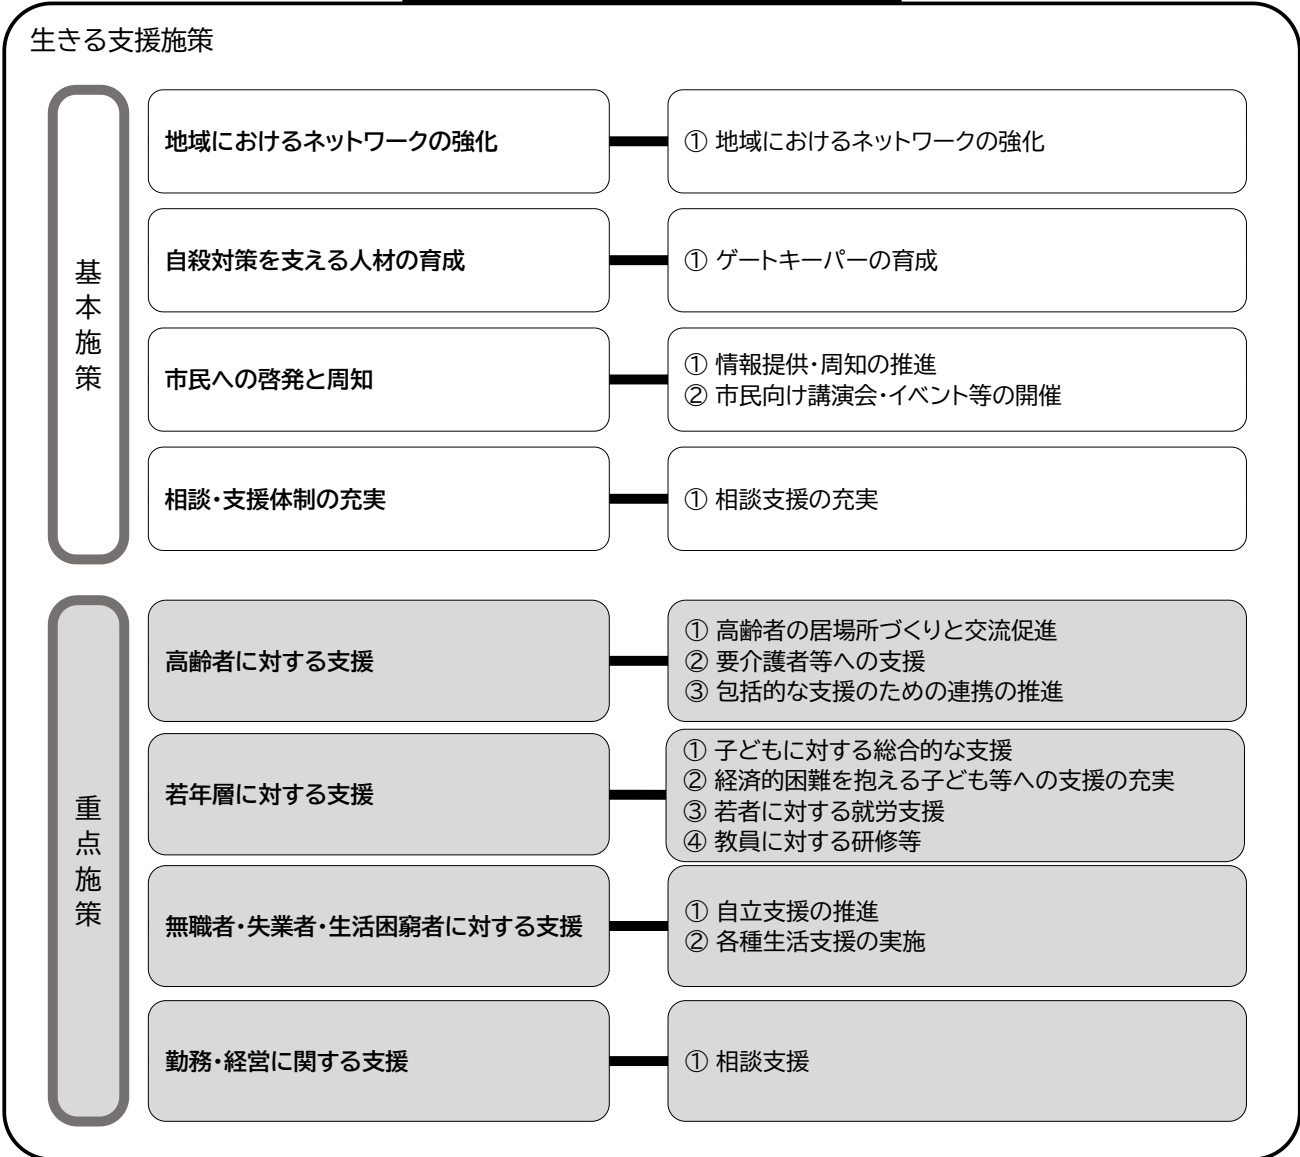 生きる支援施策
基本施策
地域におけるネットワークの強化
① 地域におけるネットワークの強化
自殺対策を支える人材の育成
① ゲートキーパーの育成
市民への啓発と周知
① 情報提供・周知の推進
② 市民向け講演会・イベント等の開催
相談・支援体制の充実
① 相談支援の充実
重点施策
高齢者に対する支援
① 高齢者の居場所づくりと交流促進
② 要介護者等への支援
③ 包括的な支援のための連携の推進
若年層に対する支援
① 子どもに対する総合的な支援
② 経済的困難を抱える子ども等への支援の充実
③ 若者に対する就労支援
④ 教員に対する研修等
無職者・失業者・生活困窮者に対する支援
① 自立支援の推進
② 各種生活支援の実施
勤務・経営に関する支援
① 相談支援